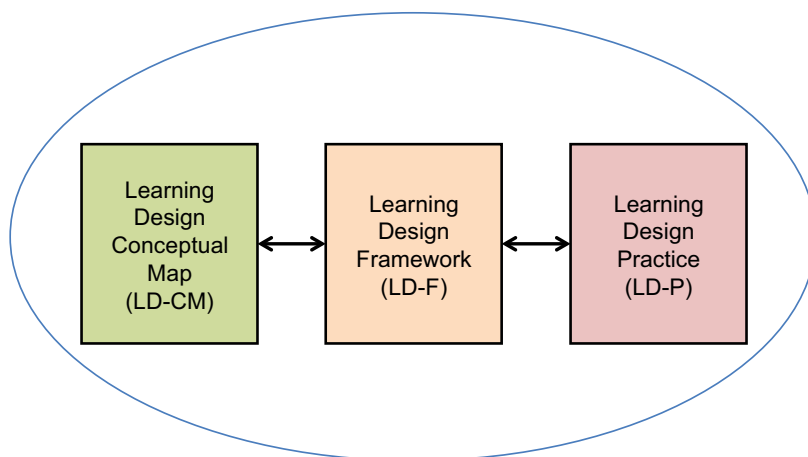 Learning
Design
Conceptual
Map
(LD-CM)
Learning
Design
Framework
(LD-F)
Learning
Design
Practice
(LD-P)